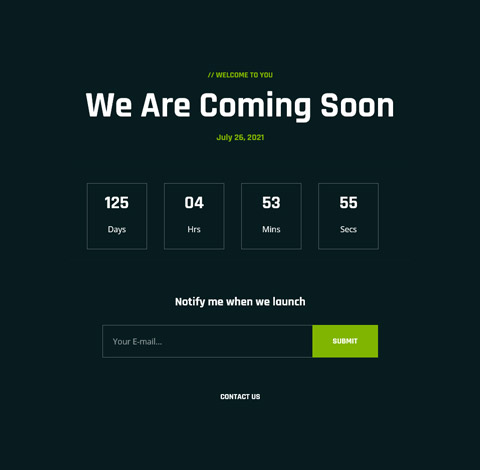 // WELCOME TO YOU
We Are Coming Soon
July 26, 2021
125 04 53 55
Days Hrs Mins Secs
Notify me when we launch
Your E-mail... SUBMIT
CONTACT US